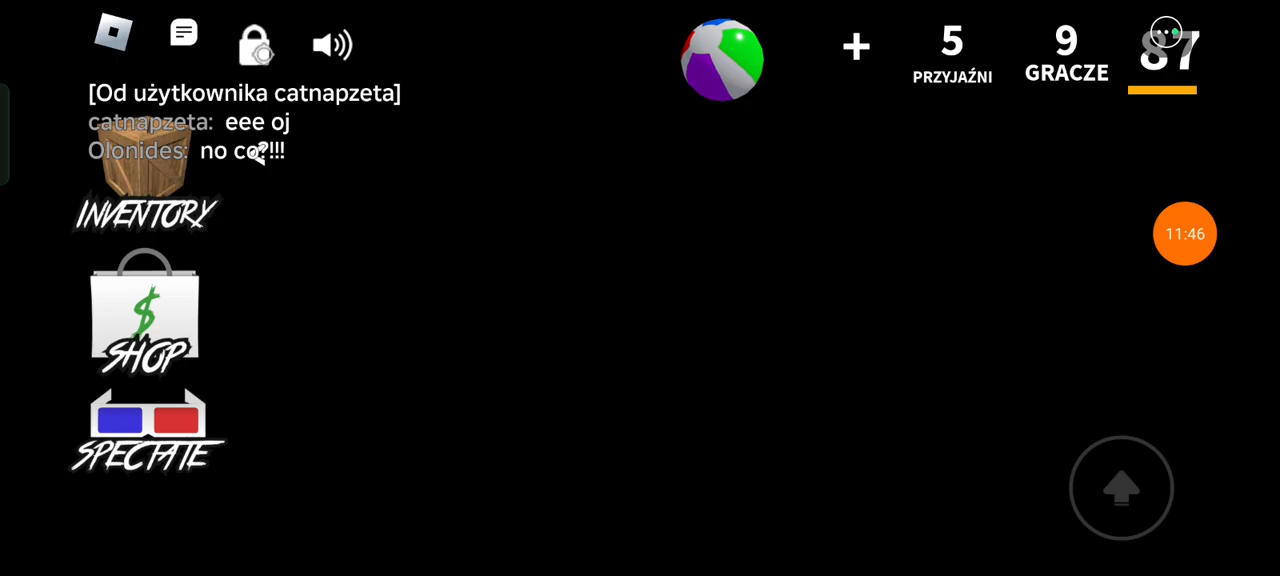 [Od użytkownika catnapzeta]
catnapzeta: eee oj
Olonides: no co?!!!
INVENTORY
$
SHOP
SPECTATE
+
5
PRZYJAŹNI
9
GRACZE
87
11:46